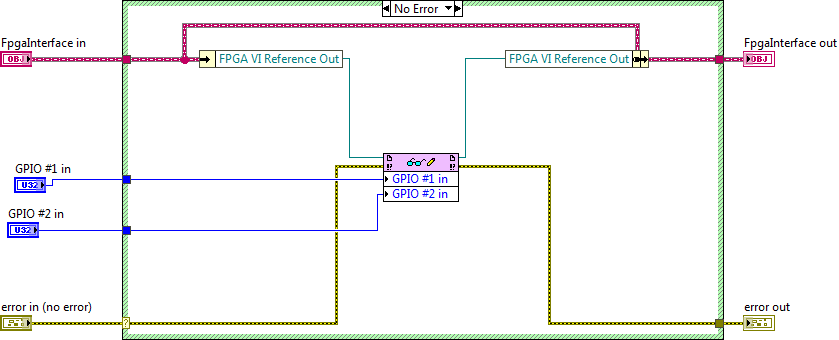 No Error
FpgaInterface in
OBJ
FPGA VI Reference Out
FPGA VI Reference Out
FpgaInterface out
OBJ
GPIO #1 in
U32
GPIO #1 in
GPIO #2 in
GPIO #2 in
U32
error in (no error)
?
error out